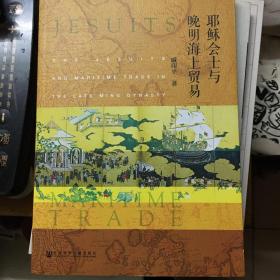 JESUITS
THE JESUITS
AND MARITIME TRADE IN
THE LATE MING DYNASTY
耶稣会士与
晚明海上贸易
著
MARITIME
TRADE